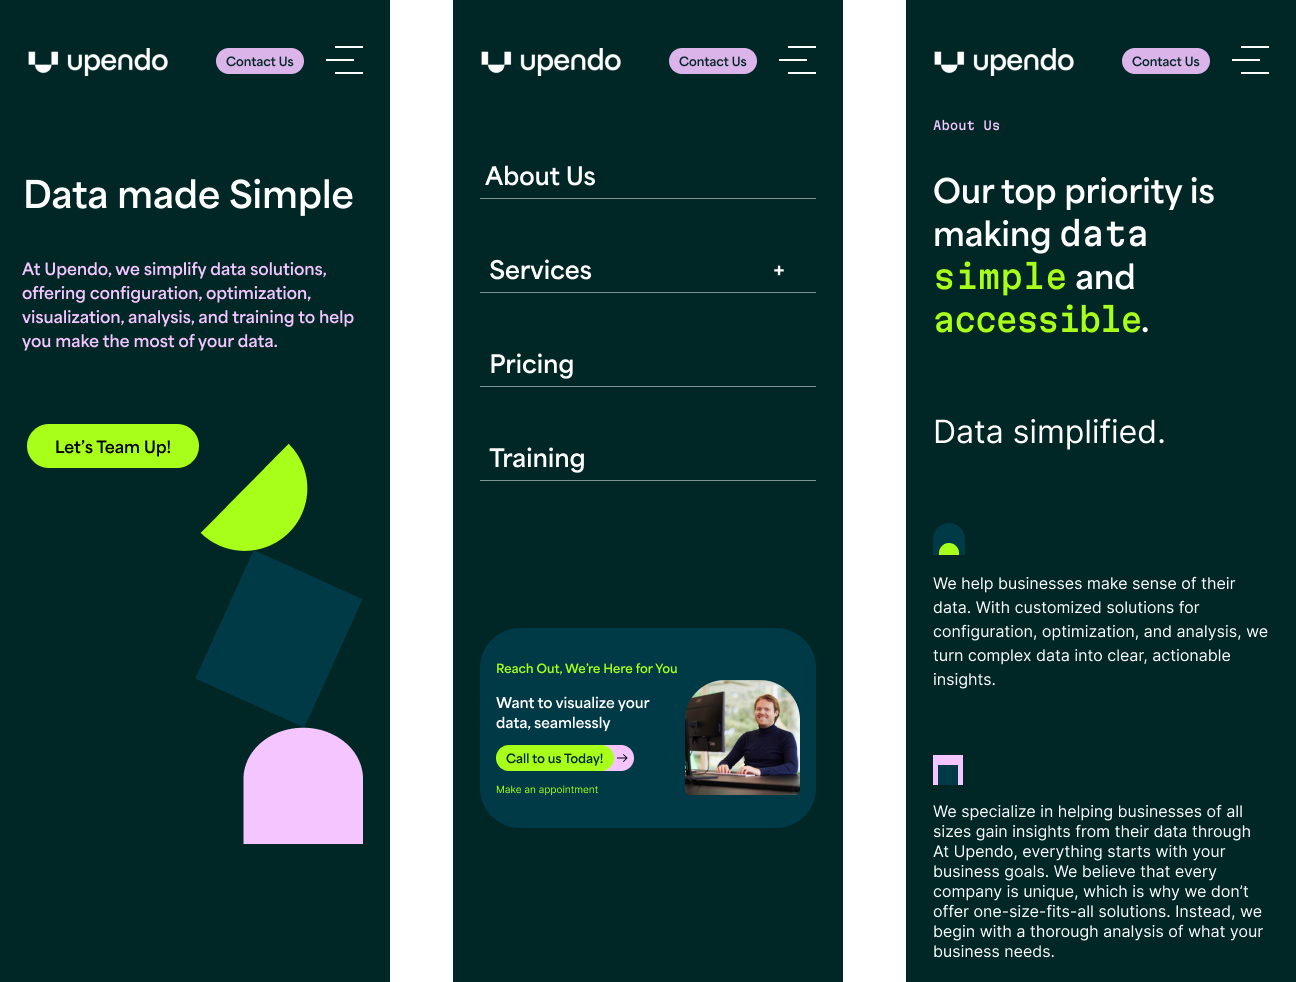 upendo
Contact Us
Data made Simple
At Upendo, we simplify data solutions,
offering configuration, optimization,
visualization, analysis, and training to help
you make the most of your data.
Let's Team Up!
upendo
Contact Us
About Us
Services +
Pricing
Training
Reach Out, We're Here for You
Want to visualize your
data, seamlessly
Call to us Today! →
Make an appointment
upendo
Contact Us
About Us
Our top priority is
making data
simple and
accessible.
Data simplified.
We help businesses make sense of their
data. With customized solutions for
configuration, optimization, and analysis, we
turn complex data into clear, actionable
insights.
We specialize in helping businesses of all
sizes gain insights from their data through
At Upendo, everything starts with your
business goals. We believe that every
company is unique, which is why we don't
offer one-size-fits-all solutions. Instead, we
begin with a thorough analysis of what your
business needs.